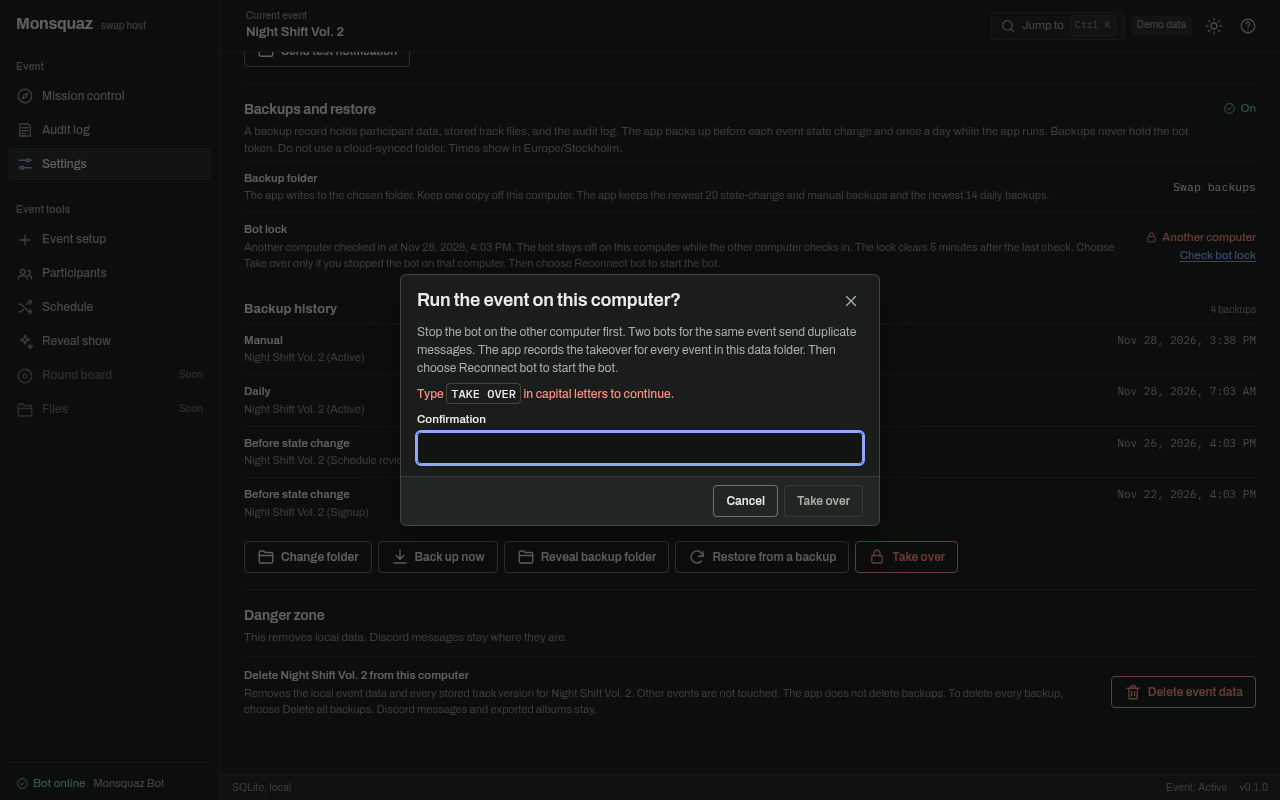 Monsquaz swap host
Current event
Night Shift Vol. 2
Jump to Ctrl K
Demo data
Event
Mission control
Audit log
Settings
Event tools
Event setup
Participants
Schedule
Reveal show
Round board Soon
Files Soon
Bot online Monsquaz Bot
Send test notification
Backups and restore
On
A backup record holds participant data, stored track files, and the audit log. The app backs up before each event state change and once a day while the app runs. Backups never hold the bot
token. Do not use a cloud-synced folder. Times show in Europe/Stockholm.
Backup folder
The app writes to the chosen folder. Keep one copy off this computer. The app keeps the newest 20 state-change and manual backups and the newest 14 daily backups.
Swap backups
Bot lock
Another computer checked in at Nov 28, 2026, 4:03 PM. The bot stays off on this computer while the other computer checks in. The lock clears 5 minutes after the last check. Choose
Take over only if you stopped the bot on that computer. Then choose Reconnect bot to start the bot.
Another computer
Check bot lock
Backup history
4 backups
Manual
Night Shift Vol. 2 (Active)
Nov 28, 2026, 3:38 PM
Daily
Night Shift Vol. 2 (Active)
Nov 28, 2026, 7:03 AM
Before state change
Night Shift Vol. 2 (Schedule revie
Nov 26, 2026, 4:03 PM
Before state change
Night Shift Vol. 2 (Signup)
Nov 22, 2026, 4:03 PM
Run the event on this computer?
Stop the bot on the other computer first. Two bots for the same event send duplicate
messages. The app records the takeover for every event in this data folder. Then
choose Reconnect bot to start the bot.
Type TAKE OVER in capital letters to continue.
Confirmation
Cancel
Take over
Change folder
Back up now
Reveal backup folder
Restore from a backup
Take over
Danger zone
This removes local data. Discord messages stay where they are.
Delete Night Shift Vol. 2 from this computer
Removes the local event data and every stored track version for Night Shift Vol. 2. Other events are not touched. The app does not delete backups. To delete every backup,
choose Delete all backups. Discord messages and exported albums stay.
Delete event data
SQLite, local
Event: Active v0.1.0